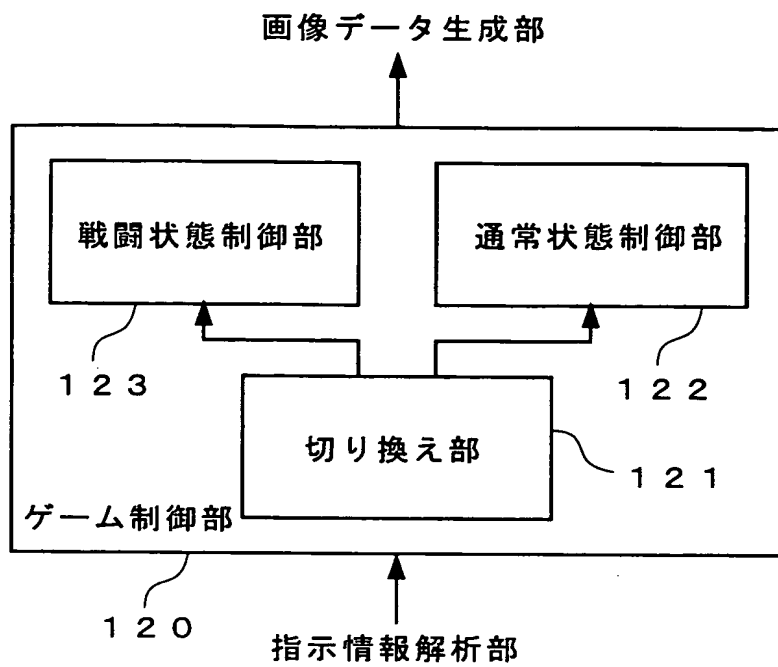 画像データ生成部
戦闘状態制御部
通常状態制御部
１２３
１２２
切り換え部
１２１
ゲーム制御部
１２０
指示情報解析部